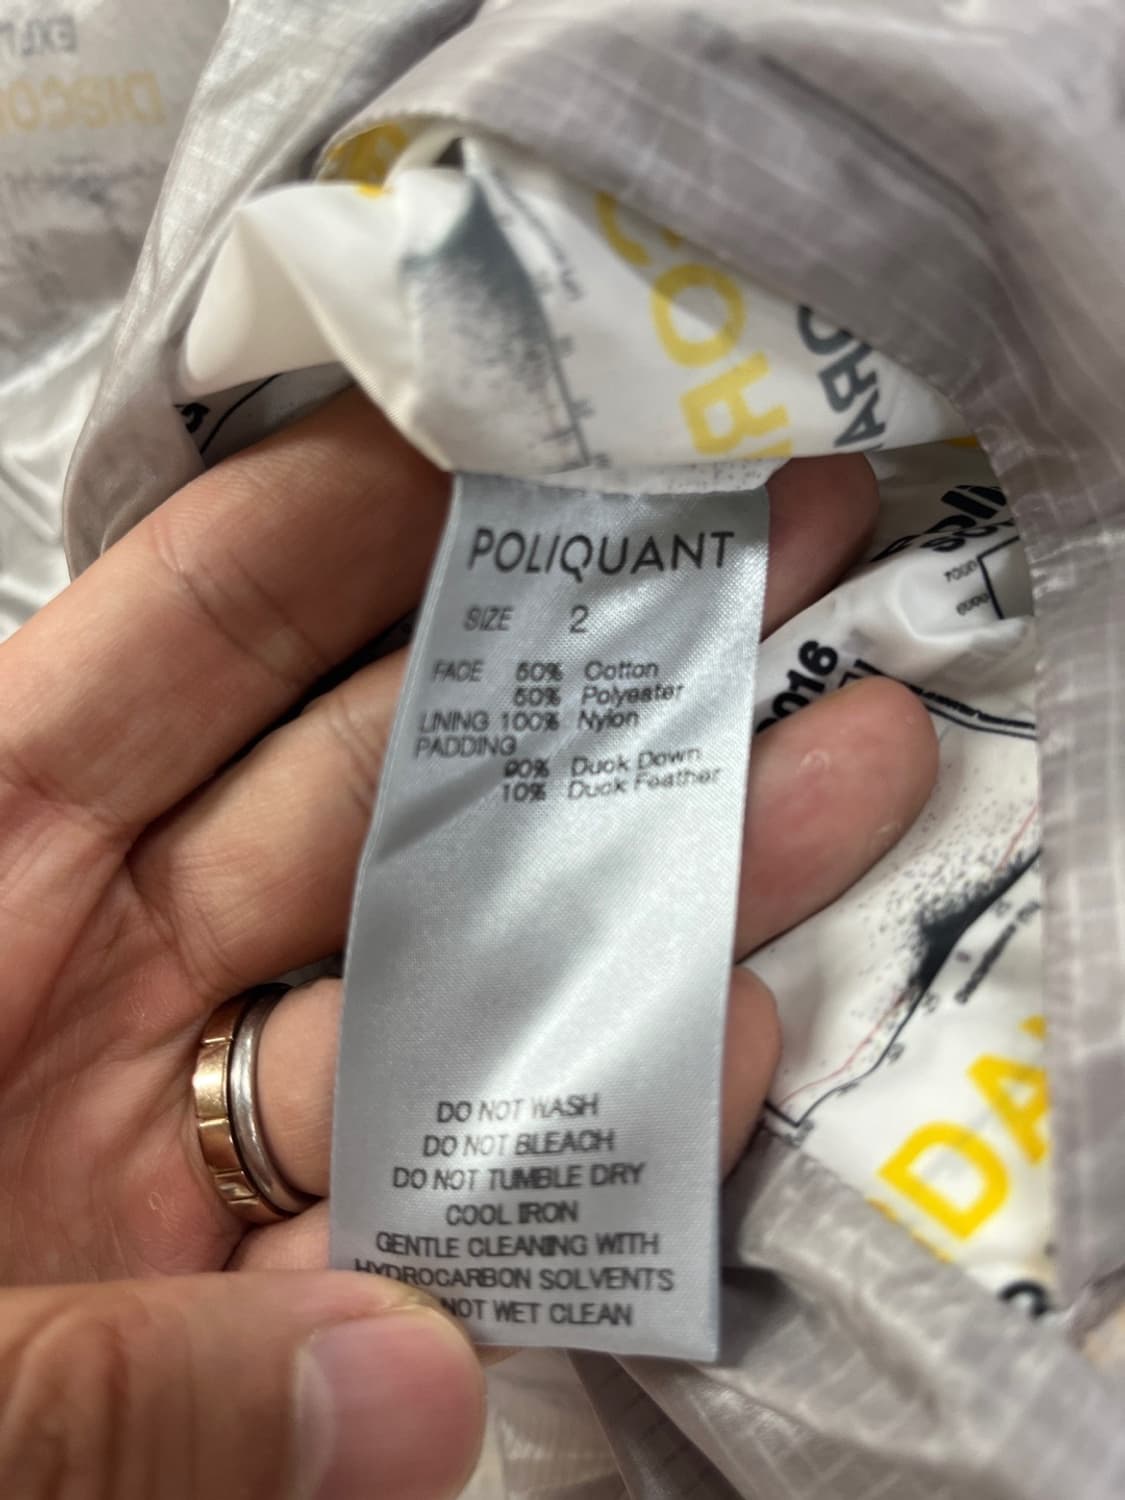 POLIQUANT
SIZE 2
FACE 50% Cotton
50% Polyester
LINING 100% Nylon
PADDING
90% Duck Down
10% Duck Feather
DO NOT WASH
DO NOT BLEACH
DO NOT TUMBLE DRY
COOL IRON
GENTLE CLEANING WITH
HYDROCARBON SOLVENTS
NOT WET CLEAN
016
DA